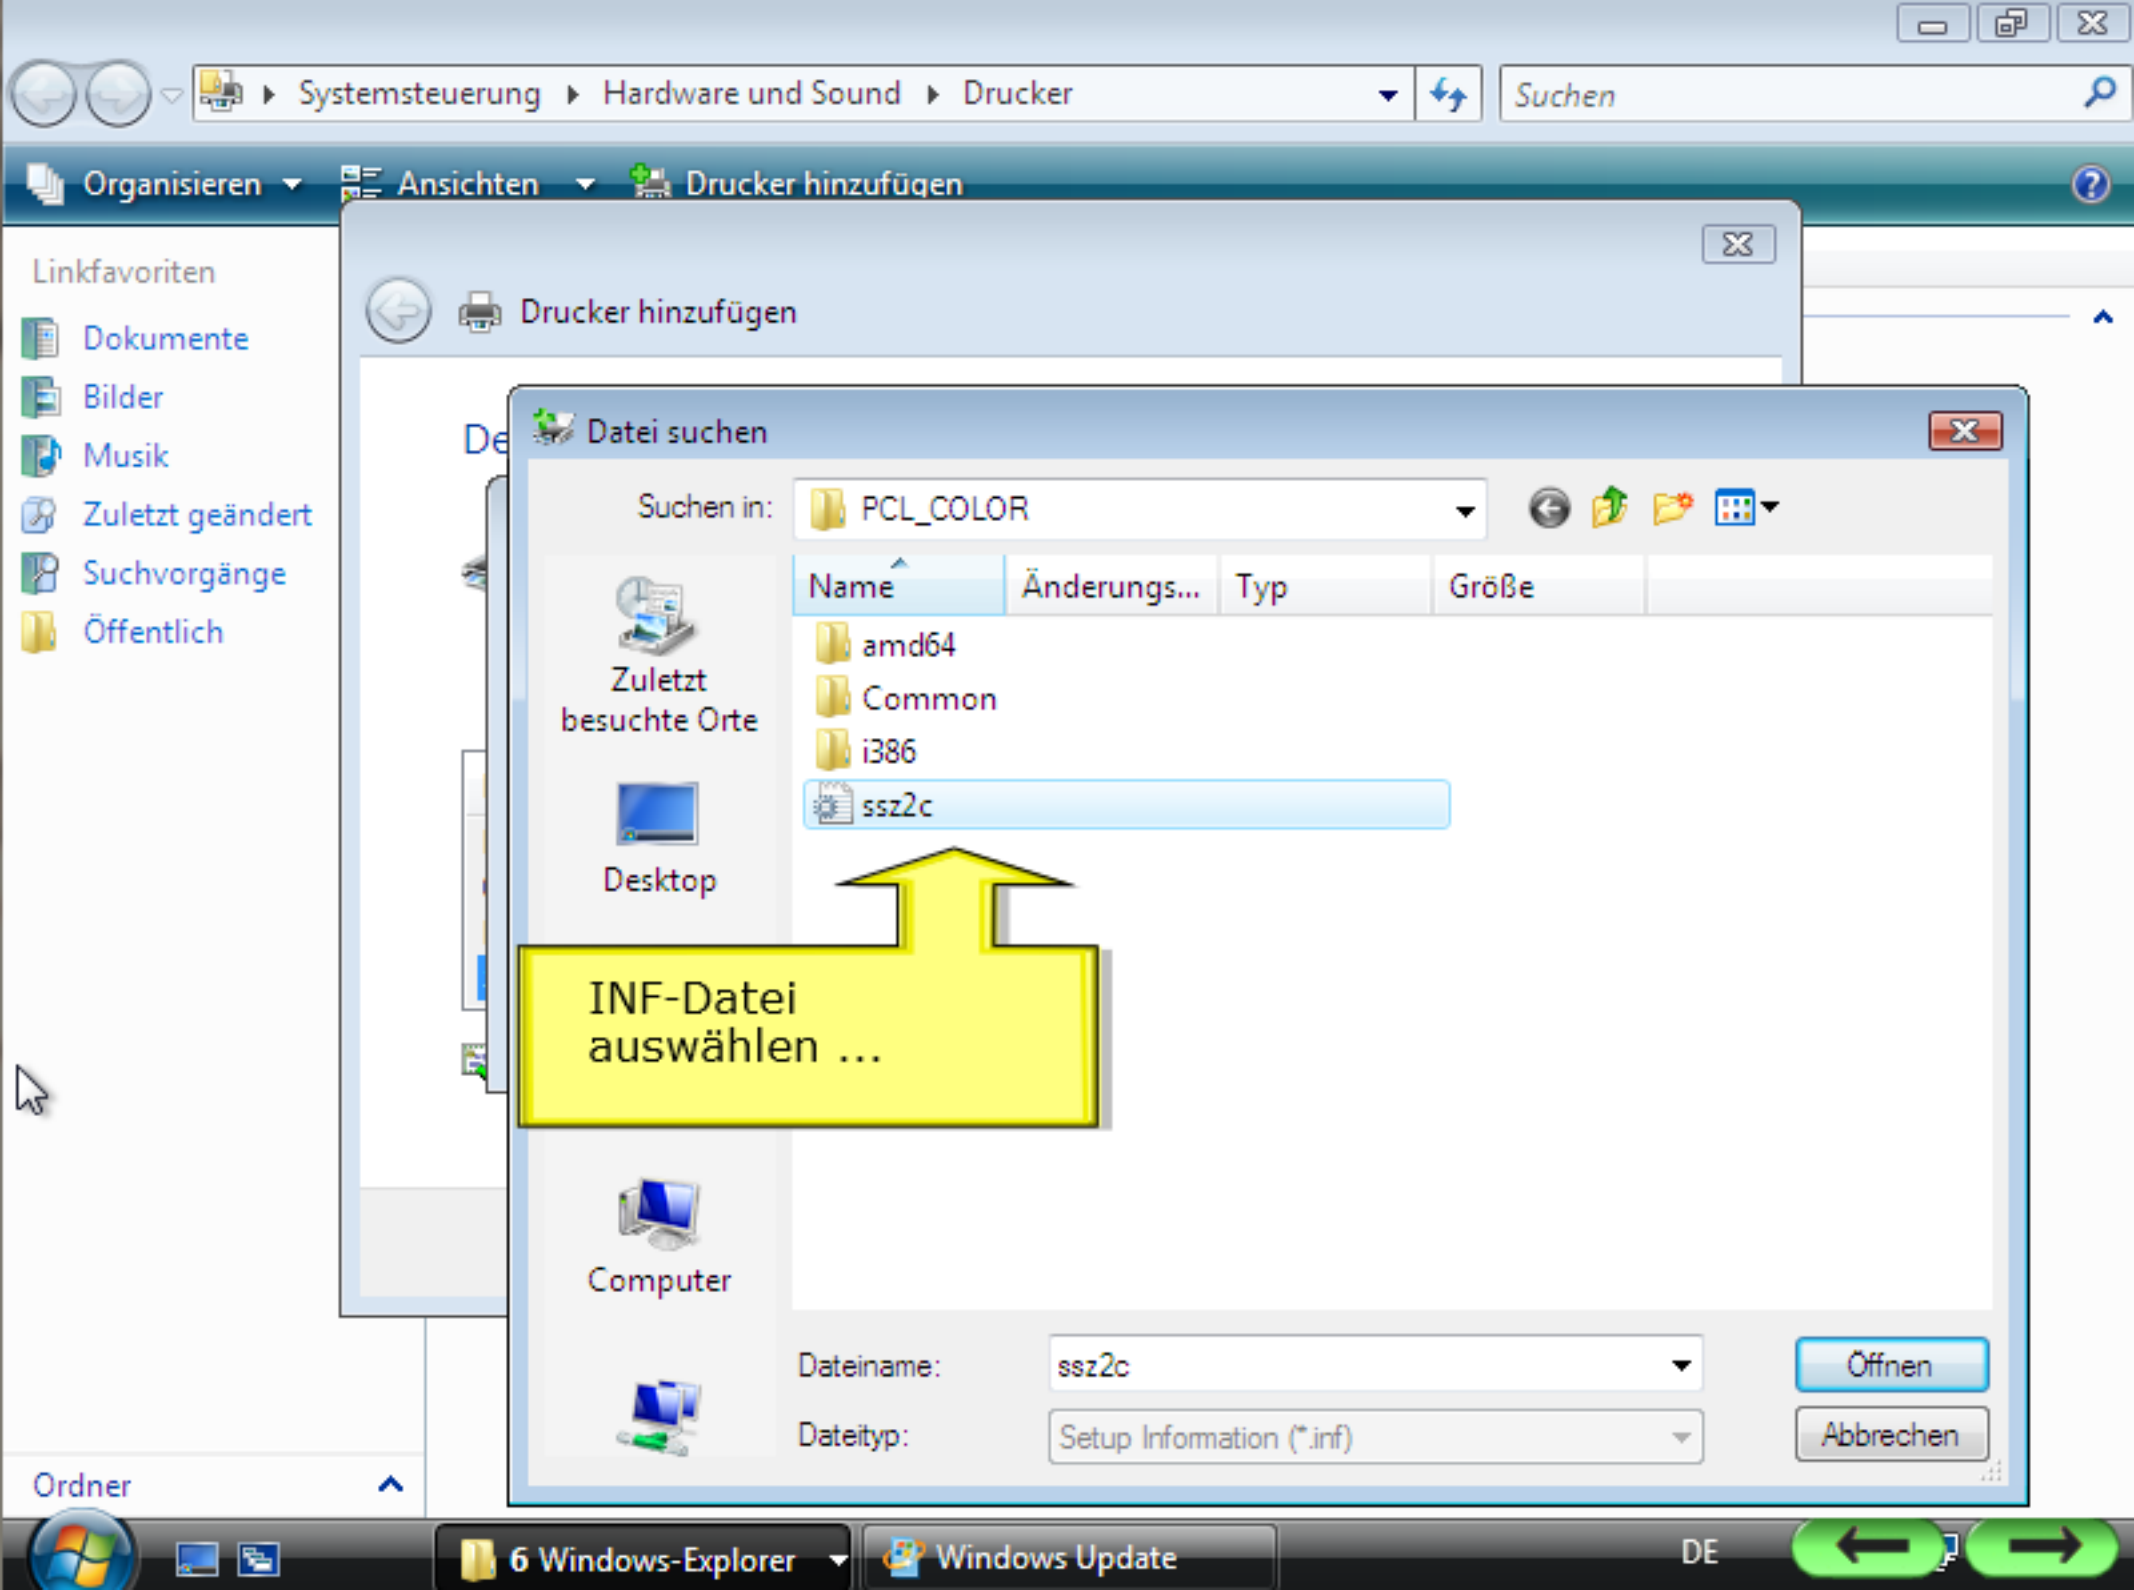 Systemsteuerung Hardware und Sound Drucker
Suchen
Organisieren Ansichten Drucker hinzufügen
Linkfavoriten
Dokumente
Bilder
Musik
Zuletzt geändert
Suchvorgänge
Öffentlich
Ordner
Drucker hinzufügen
De
Datei suchen
Suchen in: PCL_COLOR
Zuletzt
besuchte Orte
Desktop
Computer
Name Änderungs... Typ Größe
amd64
Common
i386
ssz2c
INF-Datei
auswählen ...
Dateiname: ssz2c Öffnen
Dateityp: Setup Information (*.inf) Abbrechen
6 Windows-Explorer Windows Update DE